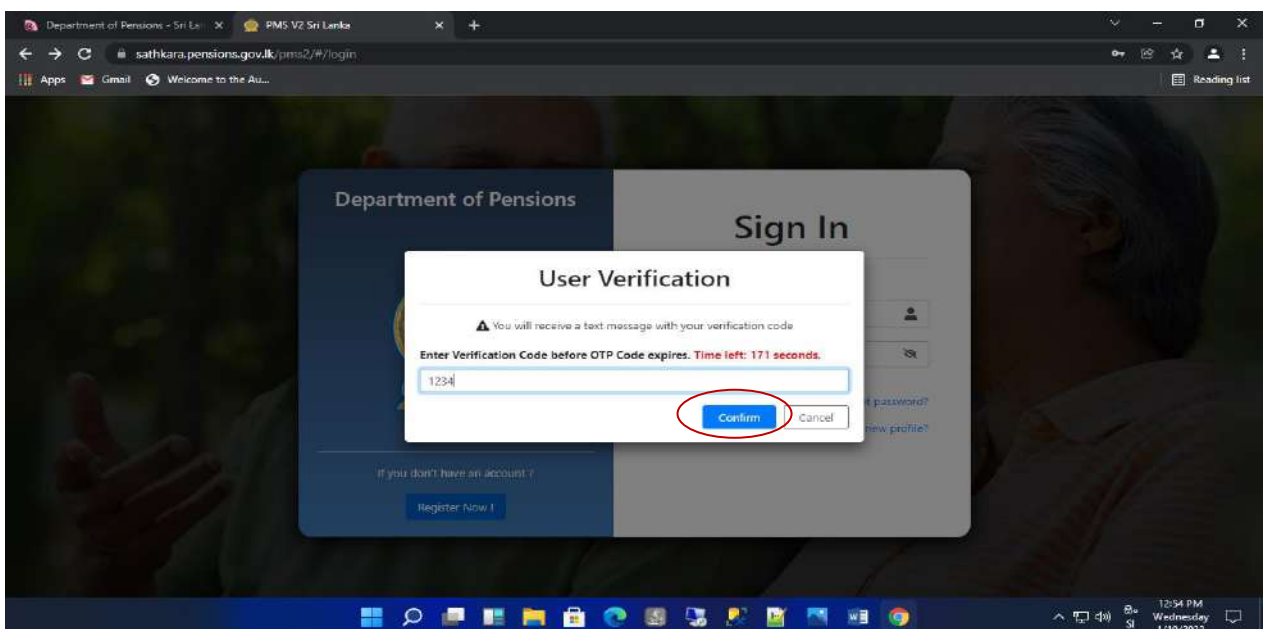 Department of Pensions - Sri La
PMS V2 Sri Lanka
sathkara.pensions.gov.lk/pms2/#/login
Apps
Gmail
Welcome to the Au...
Reading list
Department of Pensions
Sign In
User Verification
You will receive a text message with your verification code
Enter Verification Code before OTP Code expires. Time left: 171 seconds.
1234
Confirm
Cancel
password?
new profile?
If you don't have an account ?
Register Now !
12:54 PM
SI
Wednesday